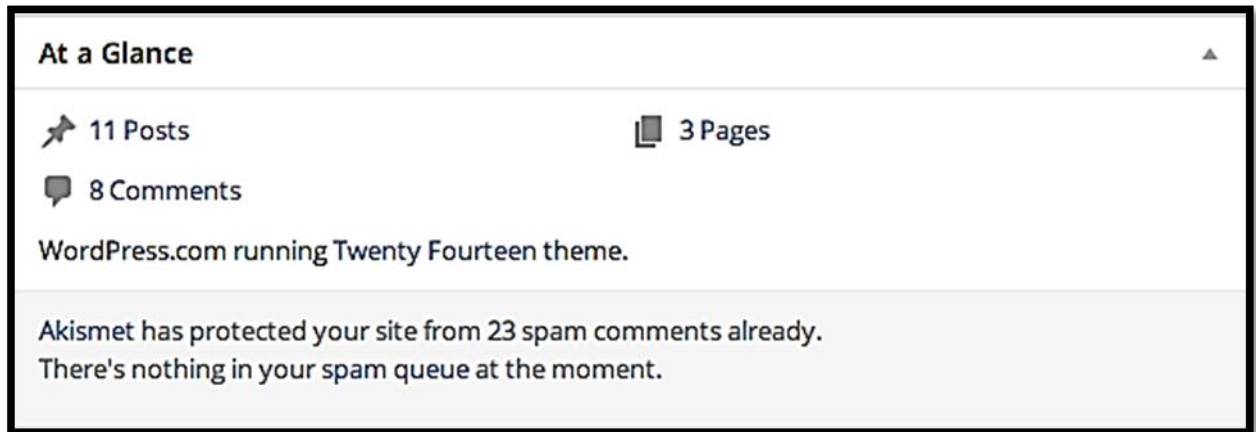 At a Glance
11 Posts
3 Pages
8 Comments
WordPress.com running Twenty Fourteen theme.
Akismet has protected your site from 23 spam comments already.
There's nothing in your spam queue at the moment.